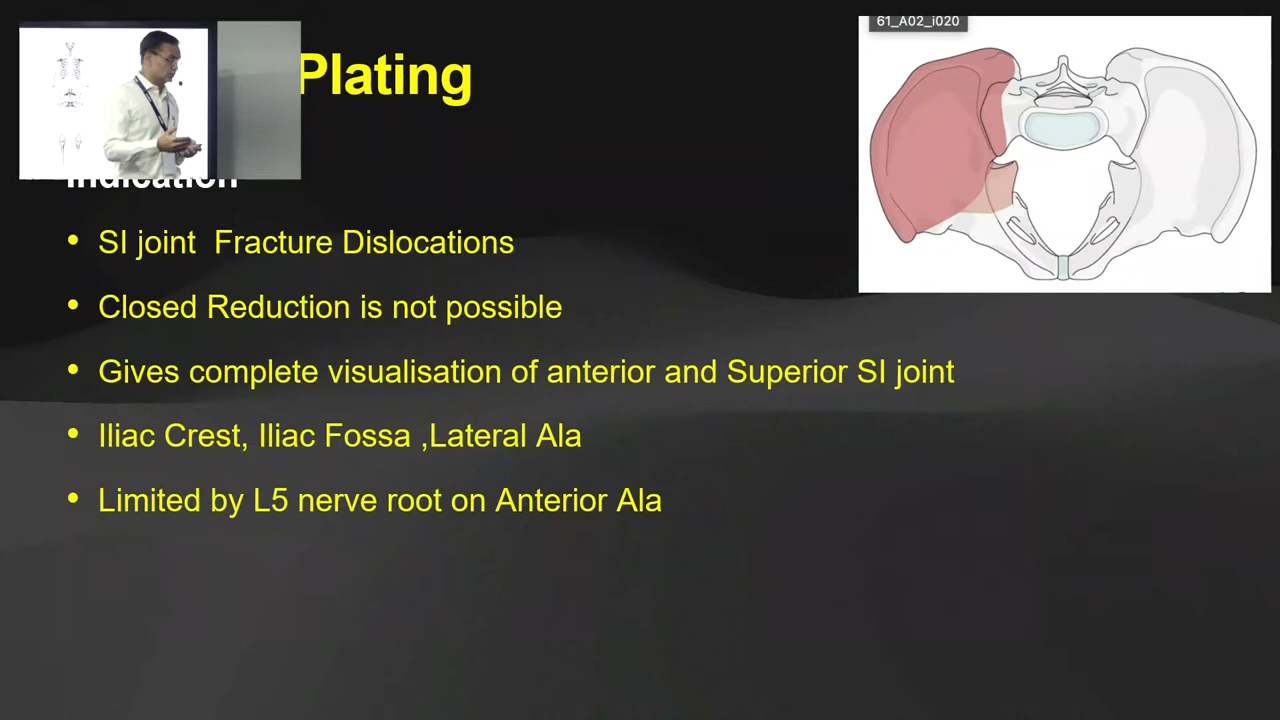 61_A02_i020
Plating
Indication
• SI joint  Fracture Dislocations
• Closed Reduction is not possible
• Gives complete visualisation of anterior and Superior SI joint
• Iliac Crest, Iliac Fossa ,Lateral Ala
• Limited by L5 nerve root on Anterior Ala